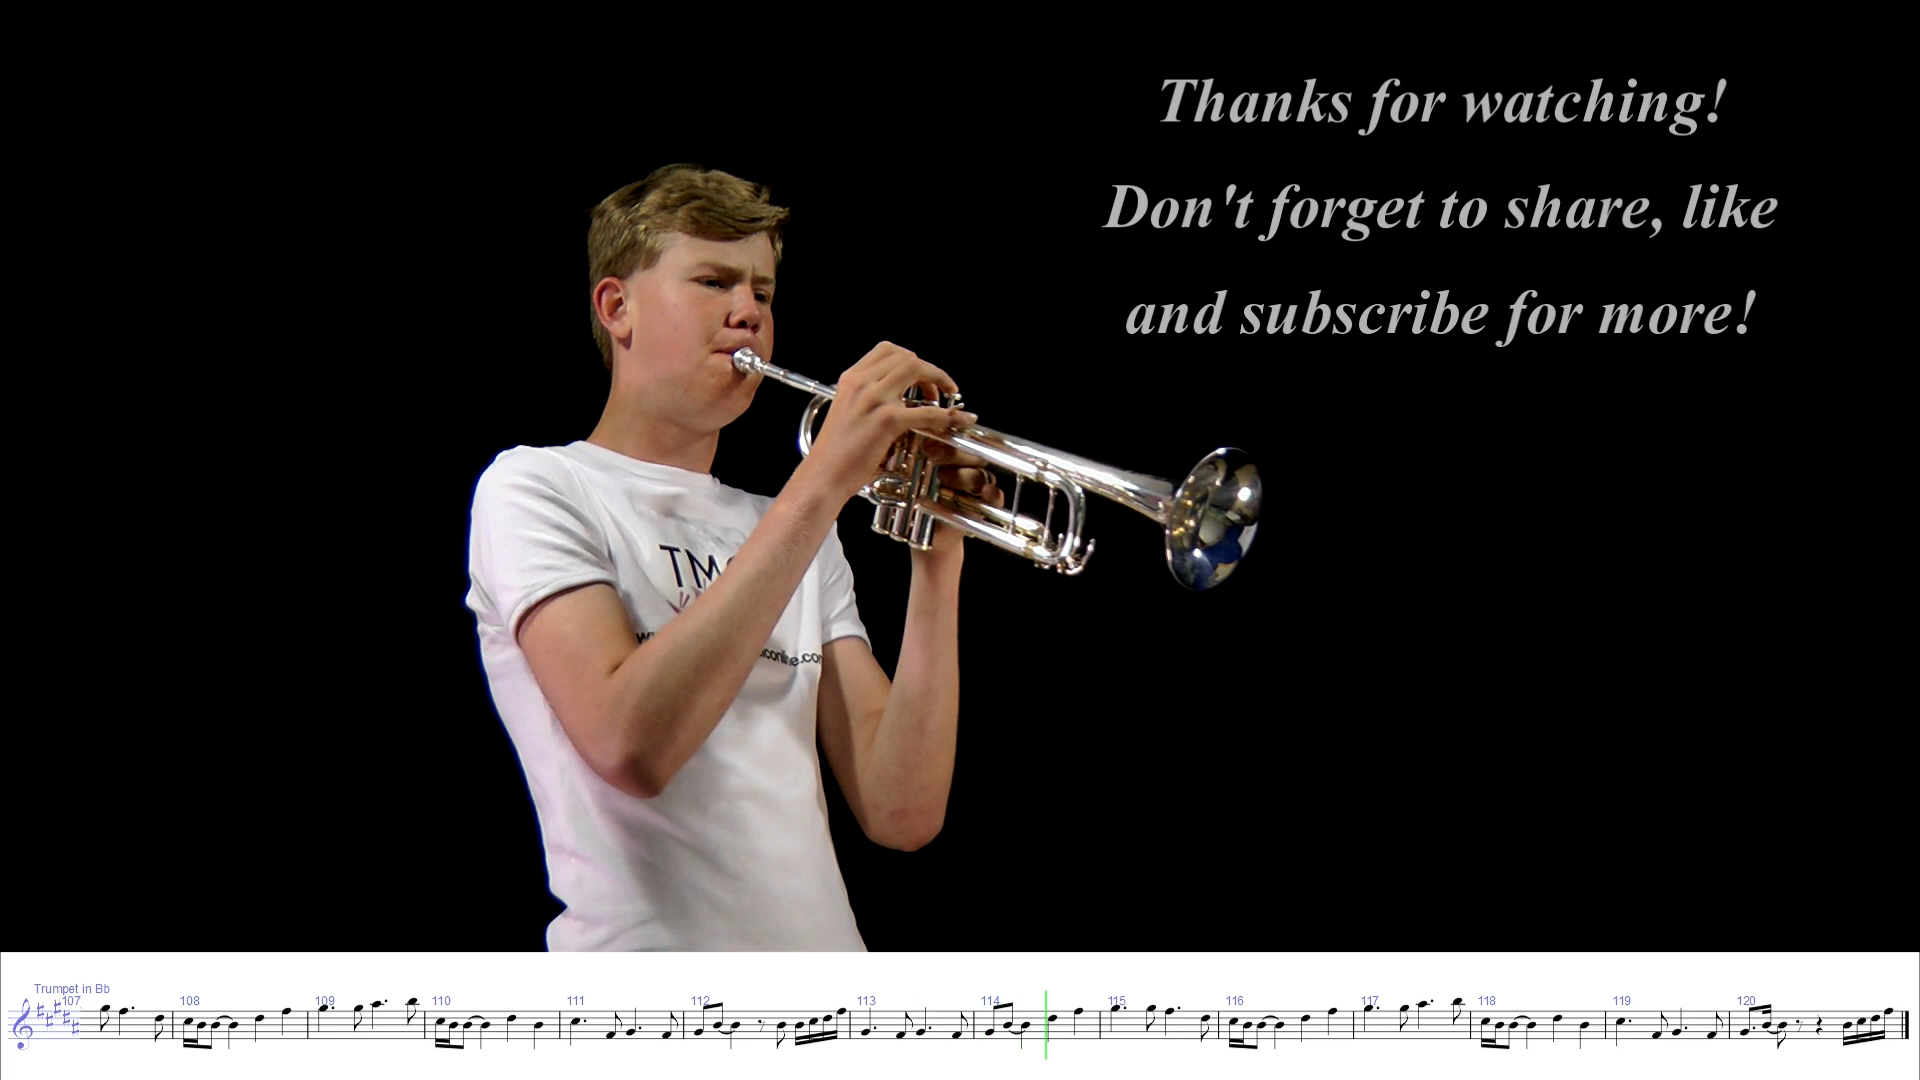 Thanks for watching!
Don't forget to share, like
and subscribe for more!
TM
Trumpet in Bb
107 108 109 110 111 112 113 114 115 116 117 118 119 120